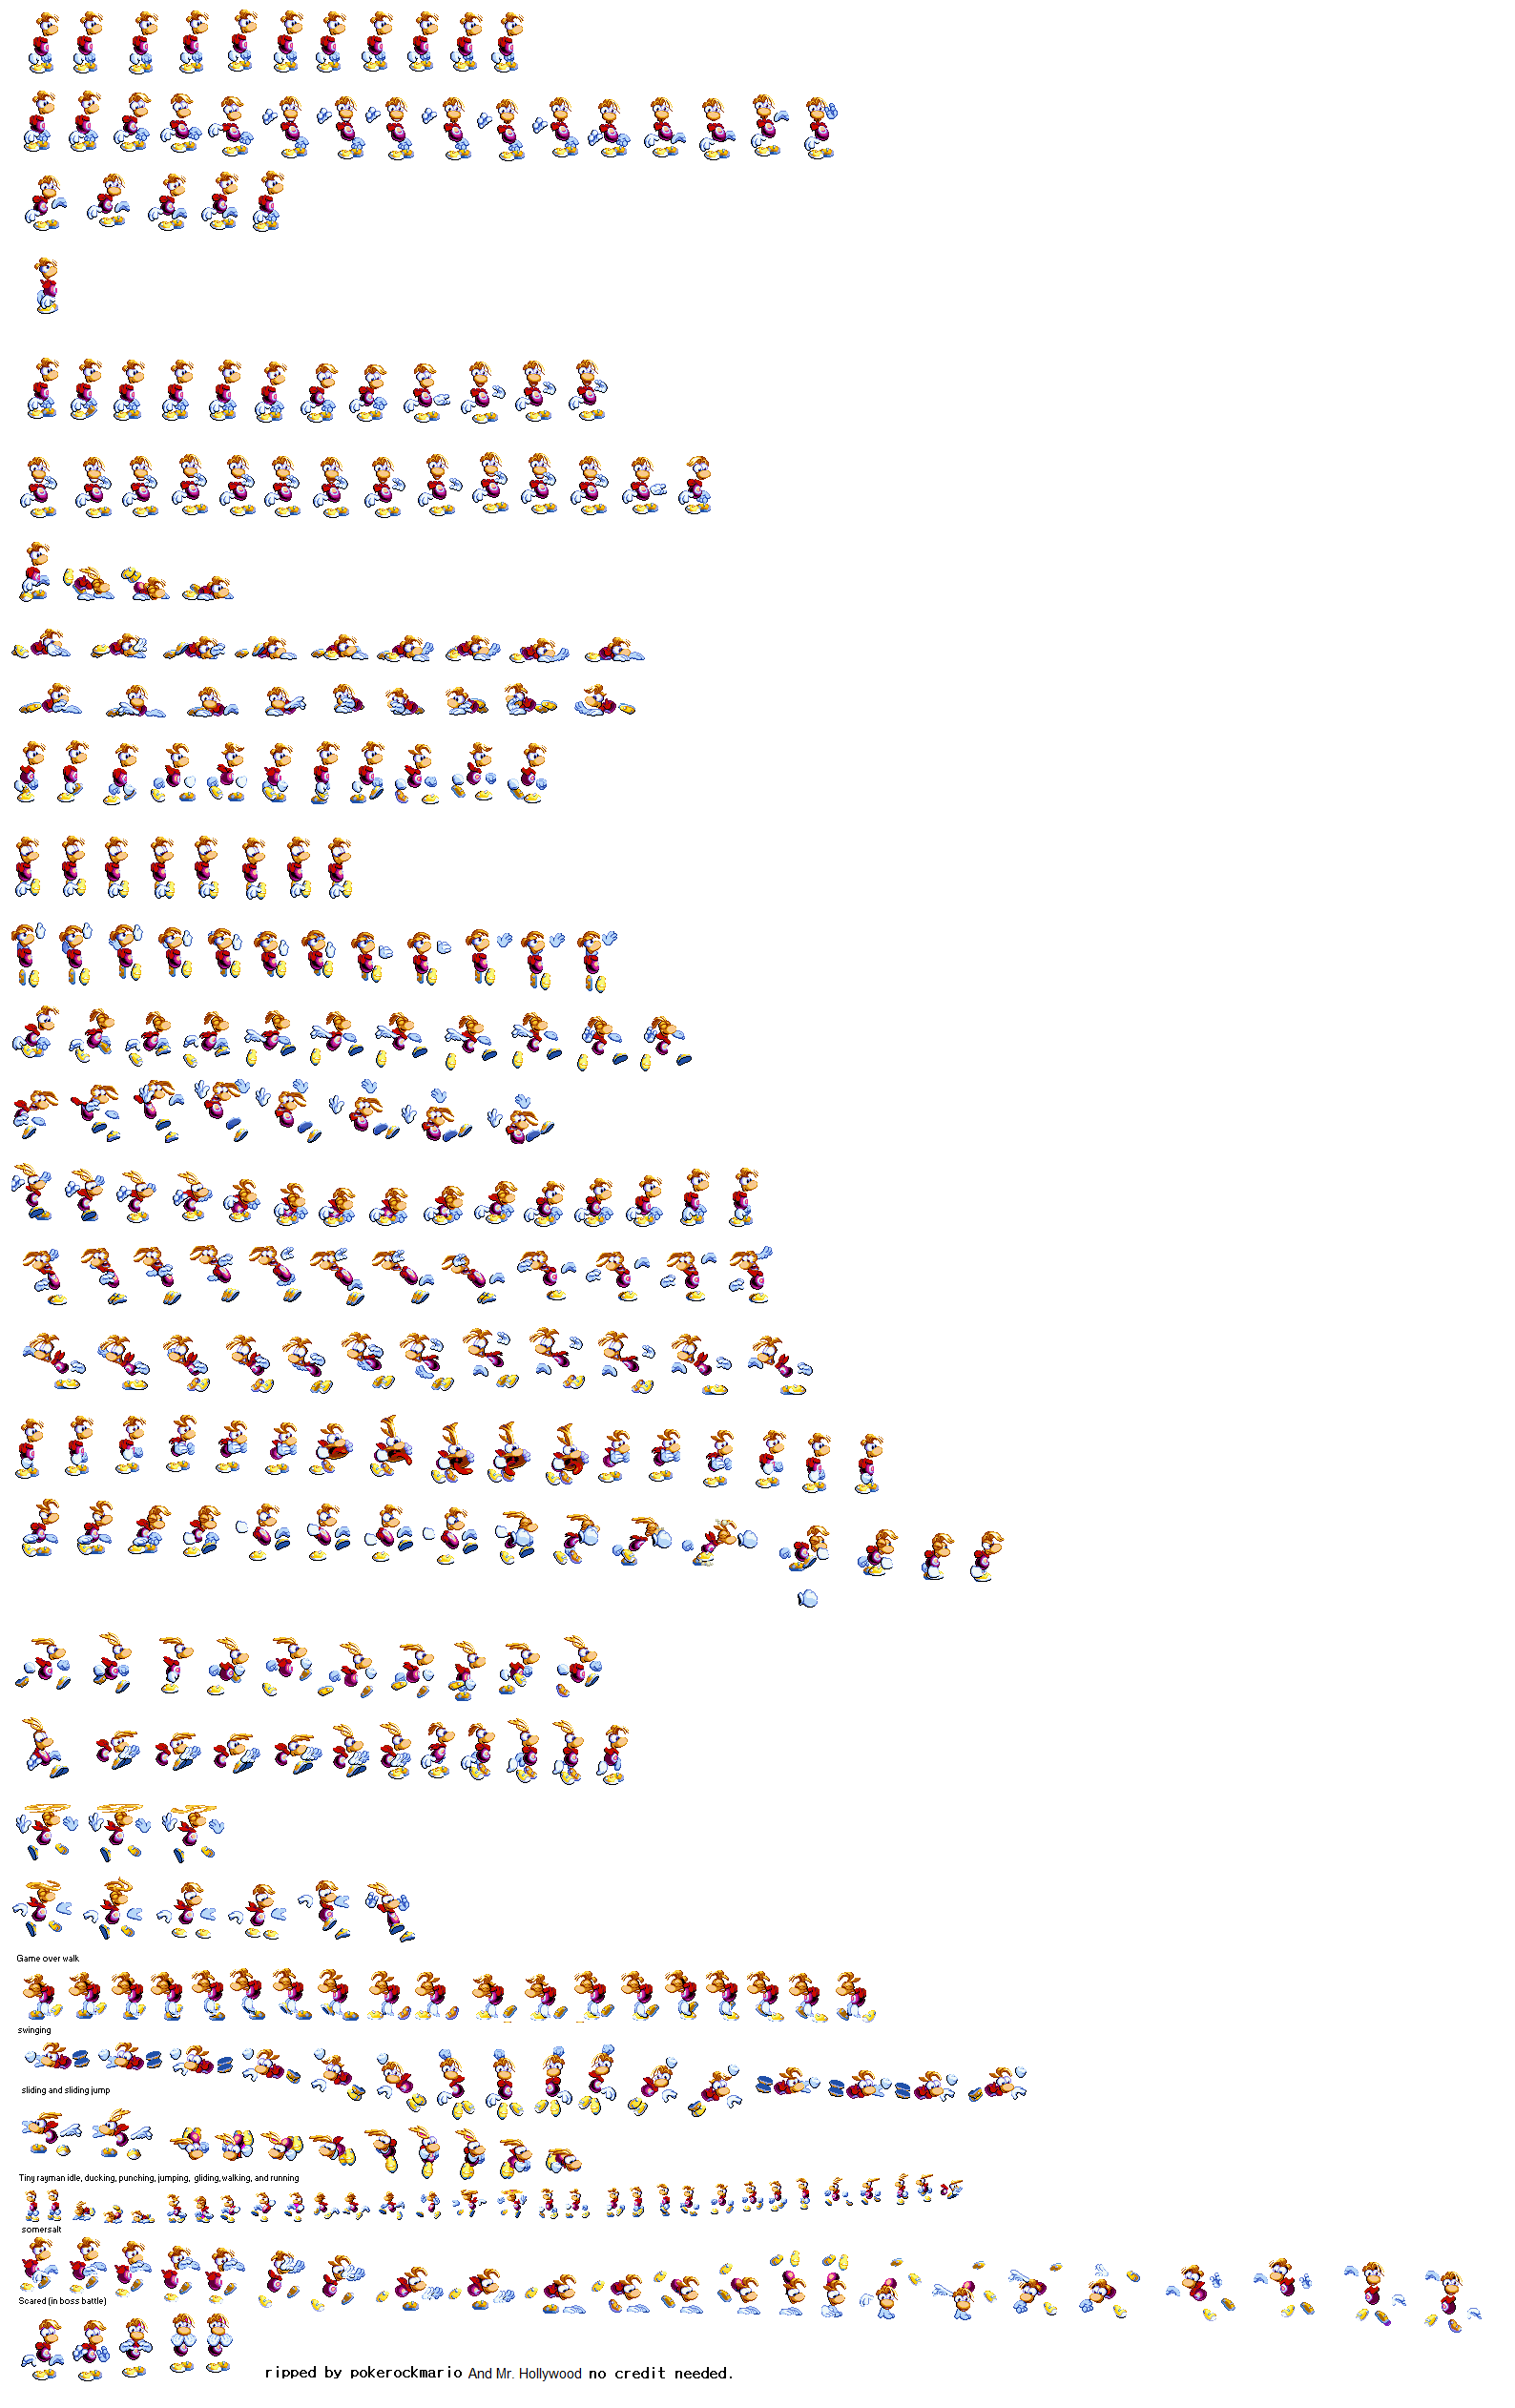 Game over walk
swinging
sliding and sliding jump
Tiny rayman idle, ducking, punching, jumping, gliding,walking, and running
somersalt
Scared (in boss battle)
ripped by pokerockmario And Mr. Hollywood no credit needed.